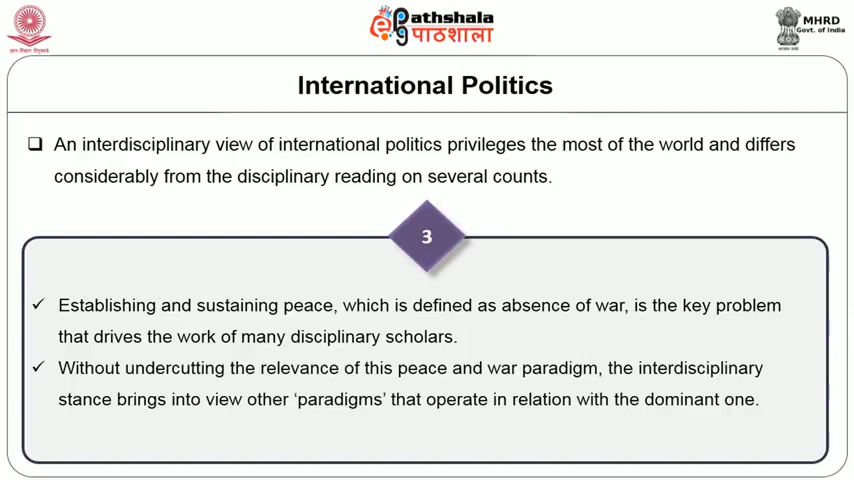 ज्ञान-विज्ञान विमुक्तये
ePathshala
पाठशाला
MHRD
Govt. of India
International Politics
An interdisciplinary view of international politics privileges the most of the world and differs
considerably from the disciplinary reading on several counts.
3
Establishing and sustaining peace, which is defined as absence of war, is the key problem
that drives the work of many disciplinary scholars.
Without undercutting the relevance of this peace and war paradigm, the interdisciplinary
stance brings into view other ‘paradigms’ that operate in relation with the dominant one.